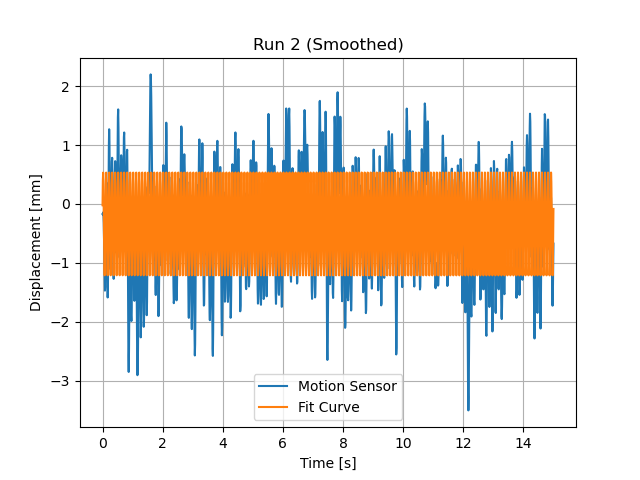 Run 2 (Smoothed)
Displacement [mm]
2
1
0
−1
−2
−3
Motion Sensor
Fit Curve
0 2 4 6 8 10 12 14
Time [s]